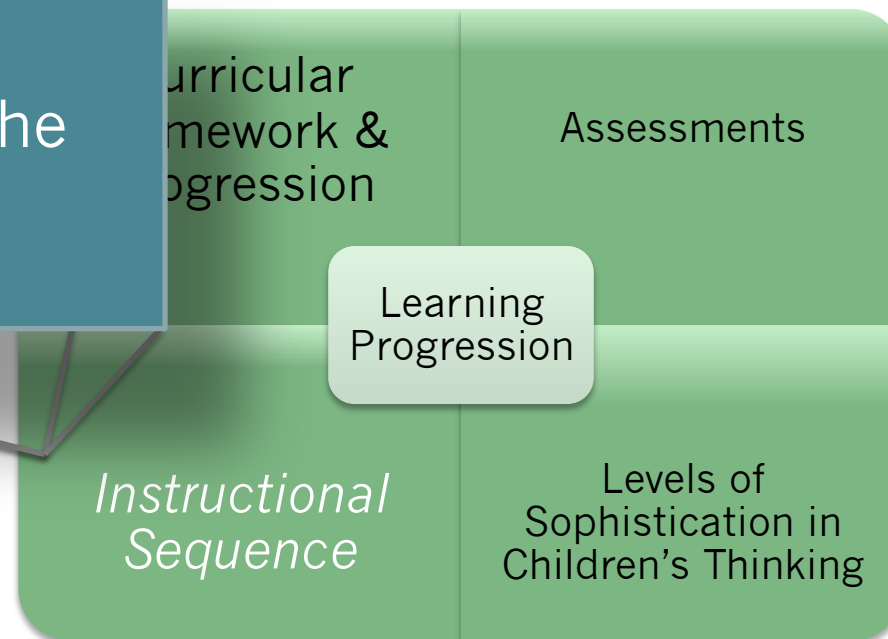 he
urricular
mework &
ogression
Assessments
Learning
Progression
Instructional
Sequence
Levels of
Sophistication in
Children's Thinking